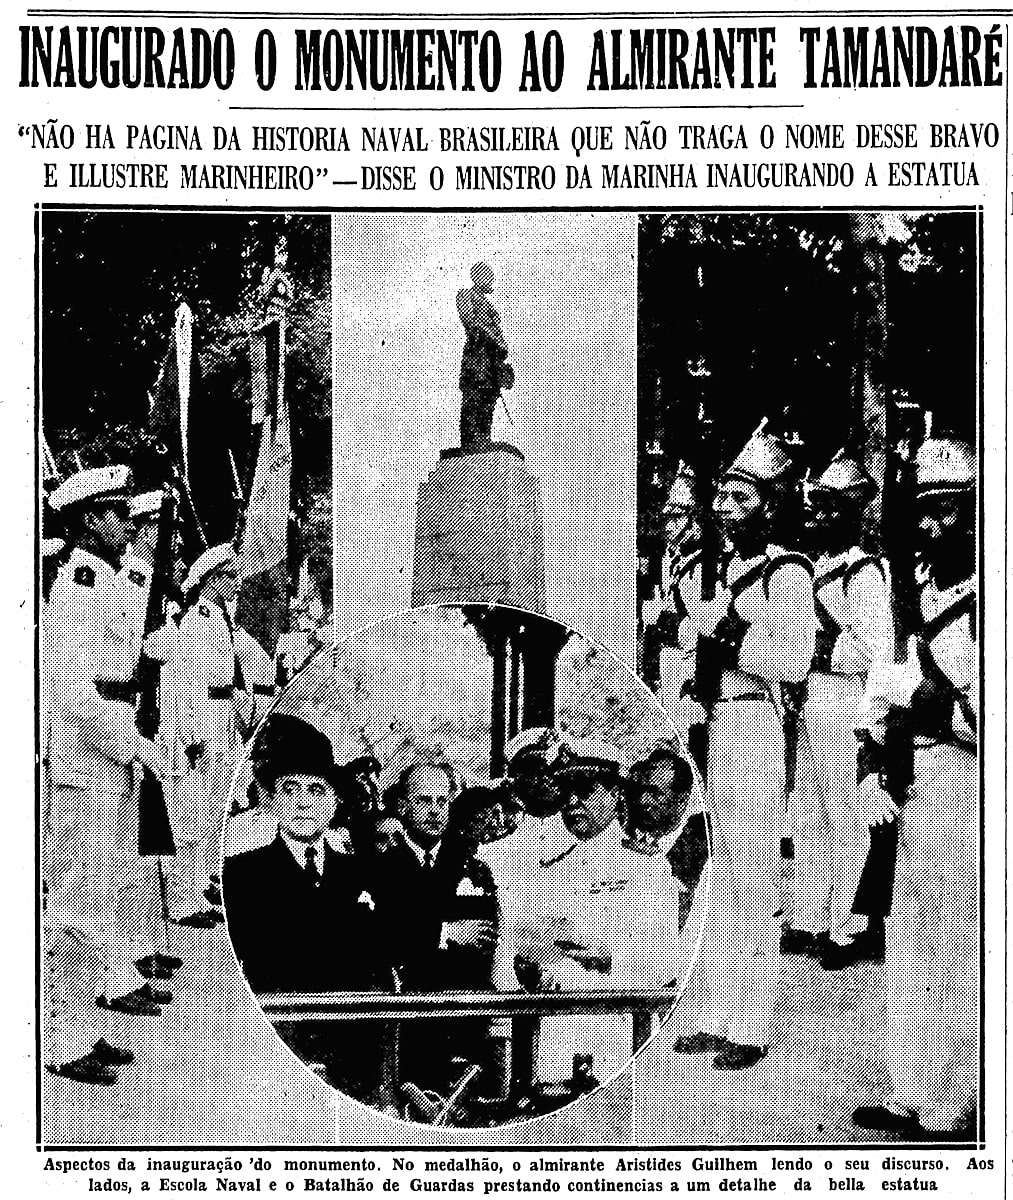 INAUGURADO O MONUMENTO AO ALMIRANTE TAMANDARÉ
“NÃO HA PAGINA DA HISTORIA NAVAL BRASILEIRA QUE NÃO TRAGA O NOME DESSE BRAVO
E ILLUSTRE MARINHEIRO”—DISSE O MINISTRO DA MARINHA INAUGURANDO A ESTATUA
Aspectos da inauguração 'do monumento. No medalhão, o almirante Aristides Guilhem lendo o seu discurso. Aos
lados, a Escola Naval e o Batalhão de Guardas prestando continencias a um detalhe da bella estatua